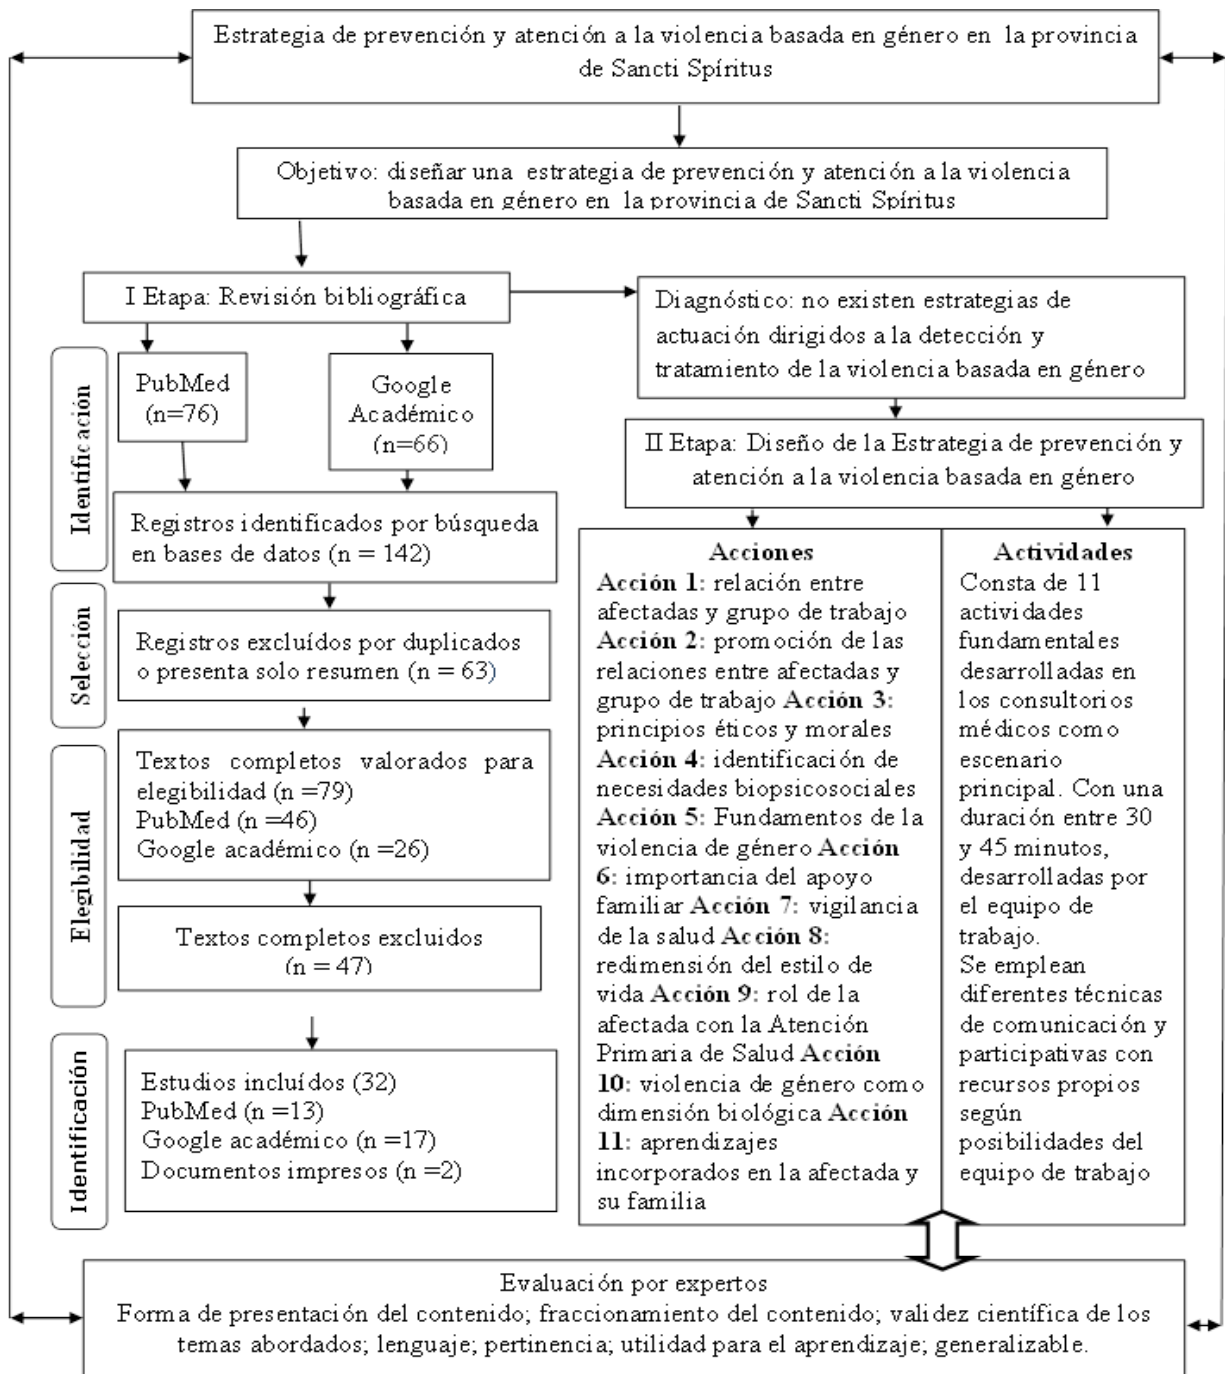 Estrategia de prevención y atención a la violencia basada en género en la provincia
de Sancti Spíritus
Objetivo: diseñar una estrategia de prevención y atención a la violencia
basada en género en la provincia de Sancti Spíritus
I Etapa: Revisión bibliográfica
Diagnóstico: no existen estrategias de
actuación dirigidos a la detección y
tratamiento de la violencia basada en género
Identificación
PubMed
(n=76)
Google
Académico
(n=66)
II Etapa: Diseño de la Estrategia de prevención y
atención a la violencia basada en género
Registros identificados por búsqueda
en bases de datos (n = 142)
Selección
Registros excluídos por duplicados
o presenta solo resumen (n = 63)
Elegibilidad
Textos completos valorados para
elegibilidad (n =79)
PubMed (n =46)
Google académico (n =26)
Textos completos excluidos
(n = 47)
Identificación
Estudios incluídos (32)
PubMed (n =13)
Google académico (n =17)
Documentos impresos (n =2)
Acciones
Acción 1: relación entre
afectadas y grupo de trabajo
Acción 2: promoción de las
relaciones entre afectadas y
grupo de trabajo Acción 3:
principios éticos y morales
Acción 4: identificación de
necesidades biopsicosociales
Acción 5: Fundamentos de la
violencia de género Acción
6: importancia del apoyo
familiar Acción 7: vigilancia
de la salud Acción 8:
redimensión del estilo de
vida Acción 9: rol de la
afectada con la Atención
Primaria de Salud Acción
10: violencia de género como
dimensión biológica Acción
11: aprendizajes
incorporados en la afectada y
su familia
Actividades
Consta de 11
actividades
fundamentales
desarrolladas en
los consultorios
médicos como
escenario
principal. Con una
duración entre 30
y 45 minutos,
desarrolladas por
el equipo de
trabajo.
Se emplean
diferentes técnicas
de comunicación y
participativas con
recursos propios
según
posibilidades del
equipo de trabajo
Evaluación por expertos
Forma de presentación del contenido; fraccionamiento del contenido; validez científica de los
temas abordados; lenguaje; pertinencia; utilidad para el aprendizaje; generalizable.